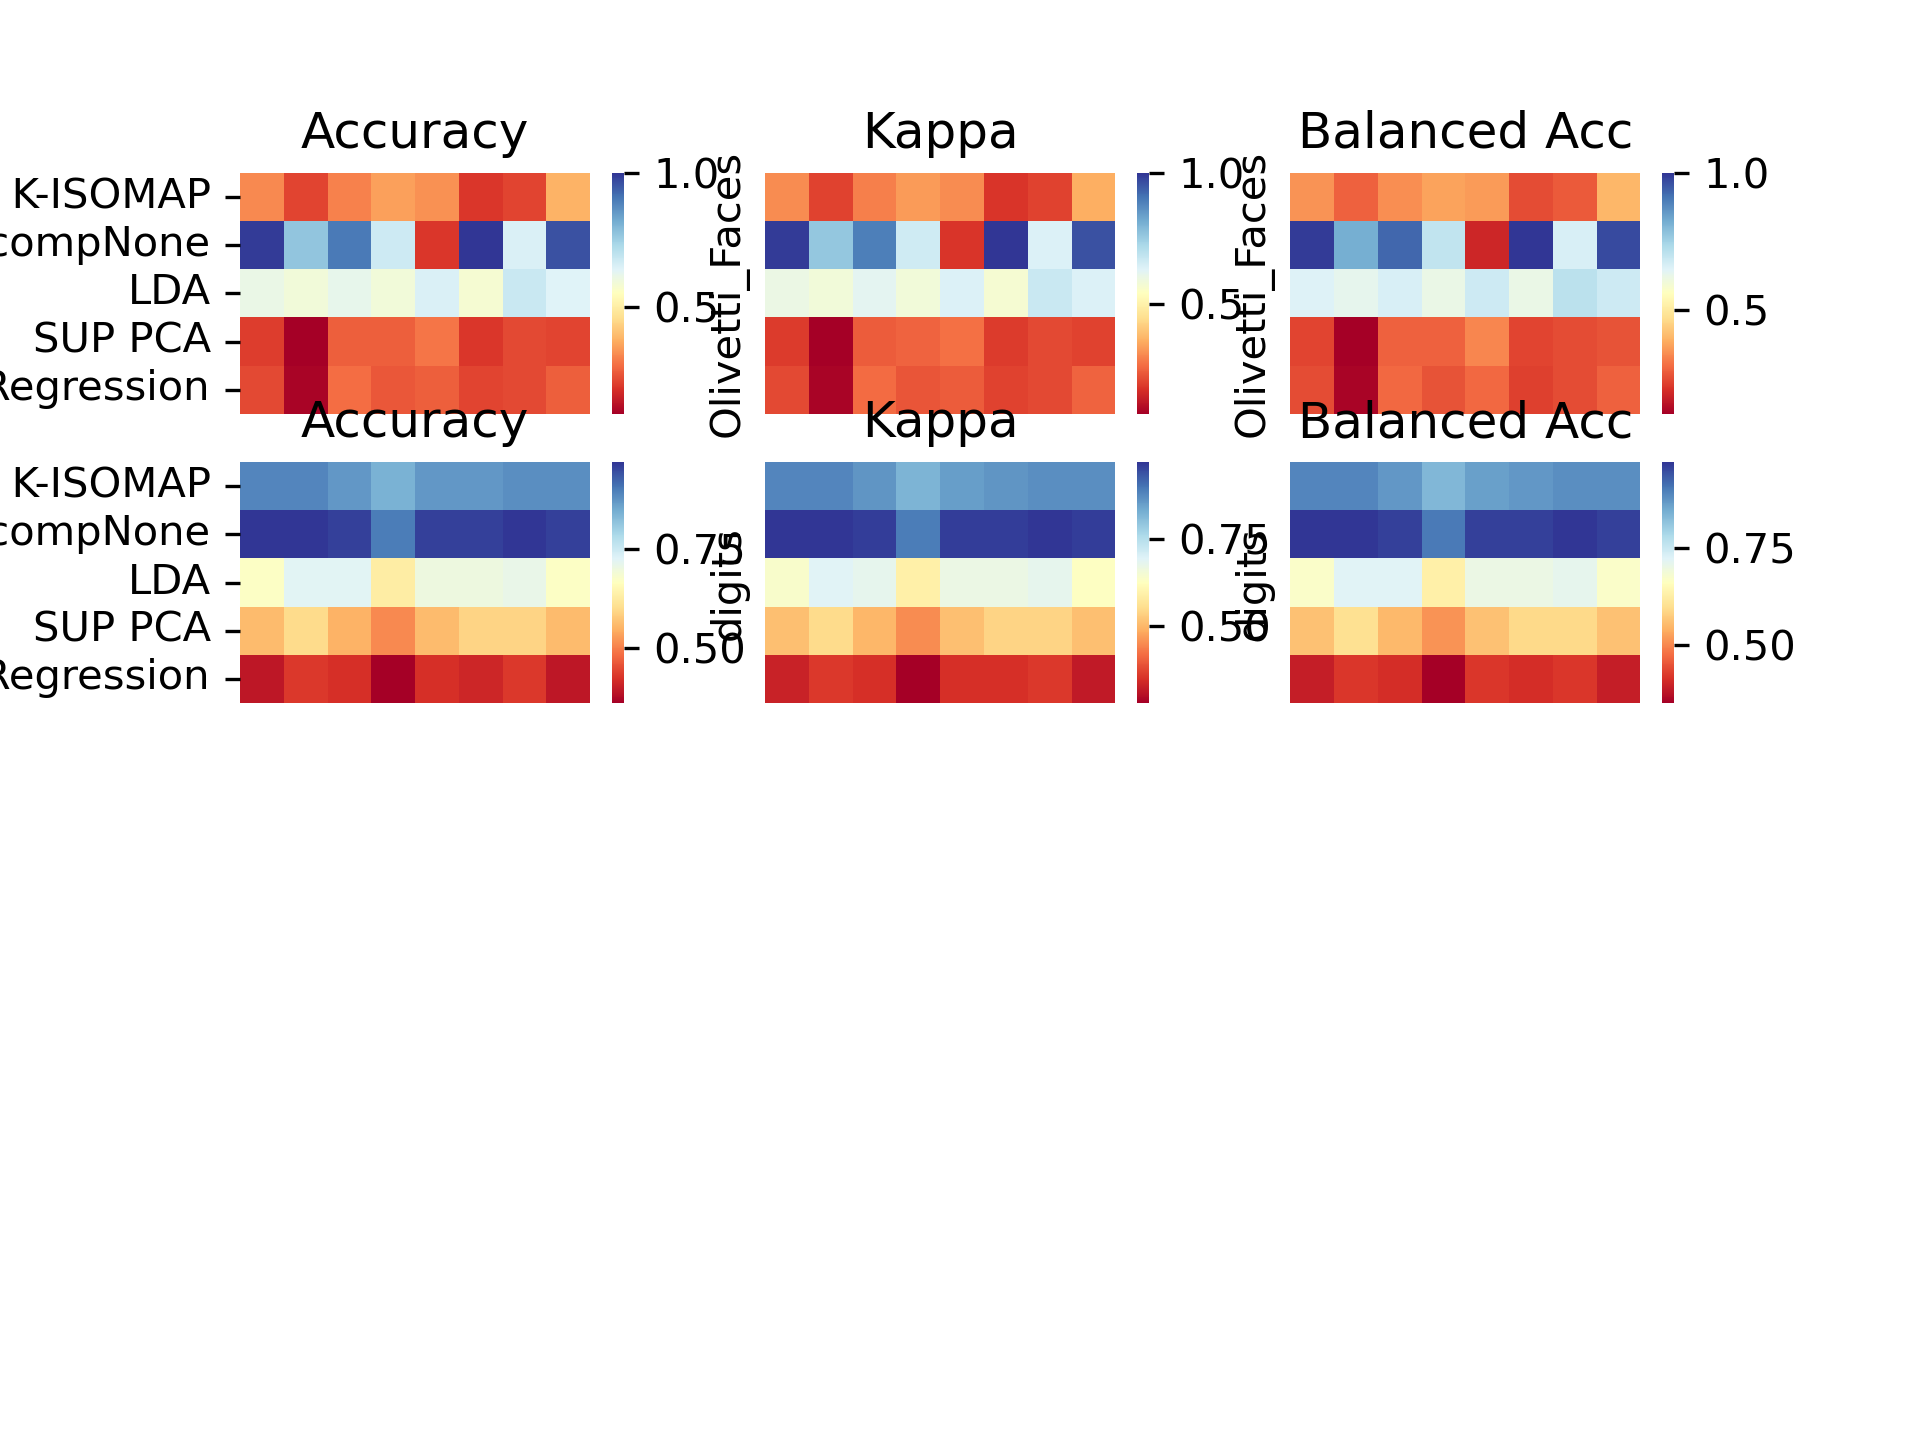 Accuracy
Kappa
Balanced Acc
K-ISOMAP
compNone
LDA
SUP PCA
Regression
1.0
0.5
Olivetti_Faces
1.0
0.5
Olivetti_Faces
1.0
0.5
Accuracy
Kappa
Balanced Acc
K-ISOMAP
compNone
LDA
SUP PCA
Regression
0.75
0.50
digits
0.75
0.50
digits
0.75
0.50